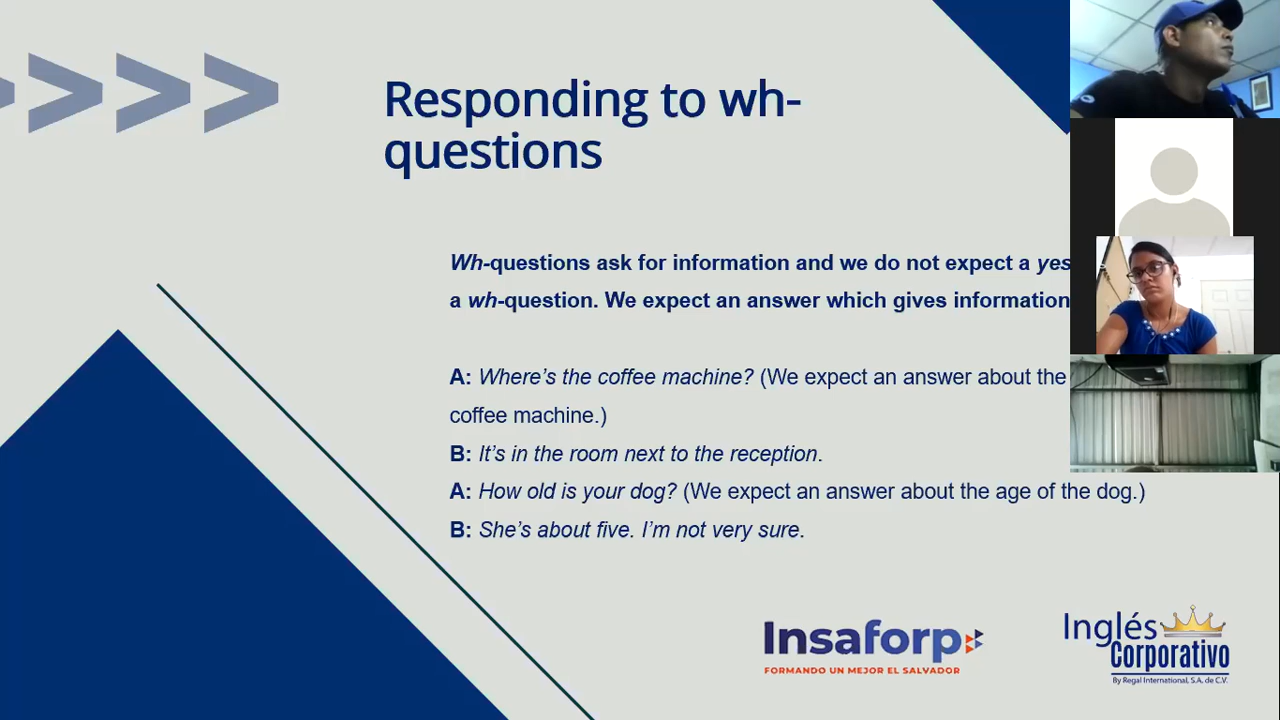 Responding to wh-
questions
Wh-questions ask for information and we do not expect a yes
a wh-question. We expect an answer which gives information
A: Where's the coffee machine? (We expect an answer about the
coffee machine.)
B: It's in the room next to the reception.
A: How old is your dog? (We expect an answer about the age of the dog.)
B: She's about five. I'm not very sure.
Insaforp
FORMANDO UN MEJOR EL SALVADOR
Inglés
Corporativo
By Regal International, S.A. de C.V.